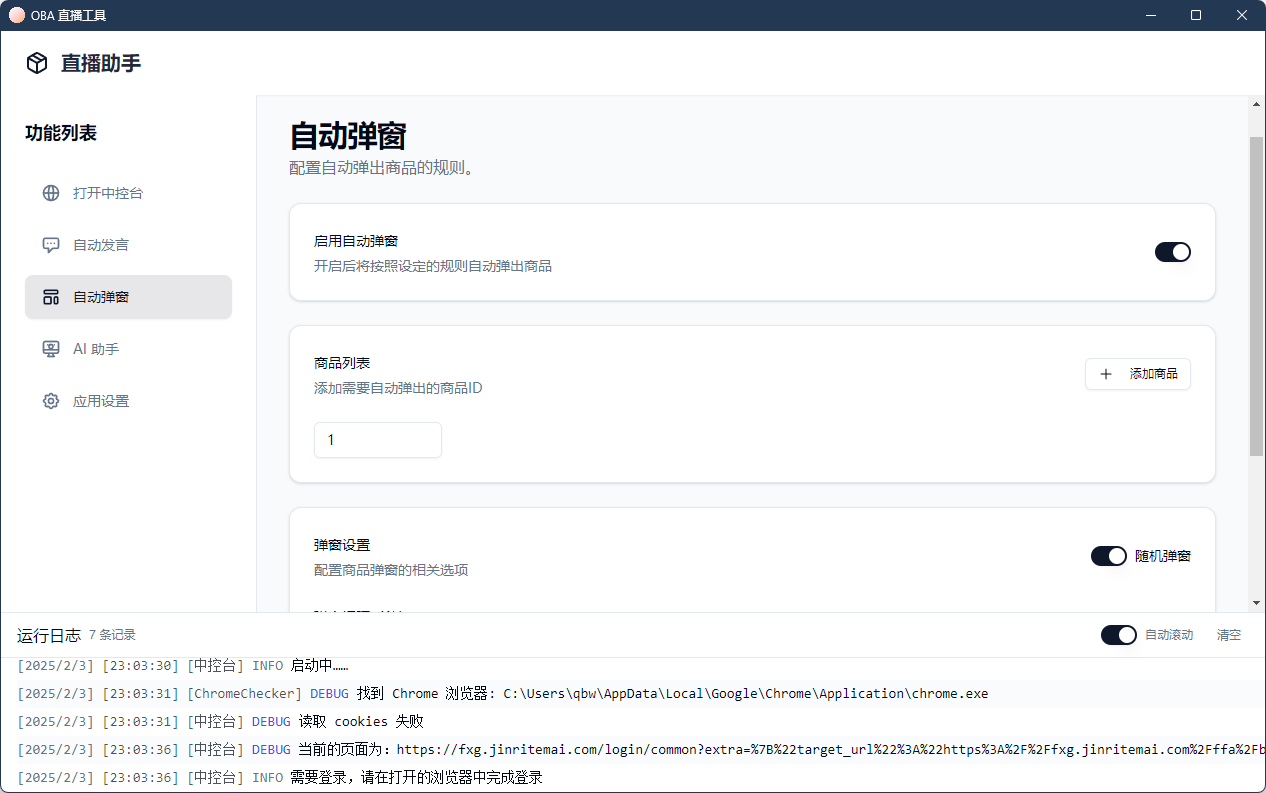 OBA 直播工具
直播助手
功能列表
打开中控台
自动发言
自动弹窗
AI 助手
应用设置
自动弹窗
配置自动弹出商品的规则。
启用自动弹窗
开启后将按照设定的规则自动弹出商品
商品列表
添加需要自动弹出的商品ID
添加商品
1
弹窗设置
配置商品弹窗的相关选项
随机弹窗
运行日志 7 条记录
自动滚动 清空
[2025/2/3] [23:03:30] [中控台] INFO 启动中……
[2025/2/3] [23:03:31] [ChromeChecker] DEBUG 找到 Chrome 浏览器: C:\Users\qbw\AppData\Local\Google\Chrome\Application\chrome.exe
[2025/2/3] [23:03:31] [中控台] DEBUG 读取 cookies 失败
[2025/2/3] [23:03:36] [中控台] DEBUG 当前的页面为：https://fxg.jinritemai.com/login/common?extra=%7B%22target_url%22%3A%22https%3A%2F%2Ffxg.jinritemai.com%2Fffa%2Fb
[2025/2/3] [23:03:36] [中控台] INFO 需要登录，请在打开的浏览器中完成登录